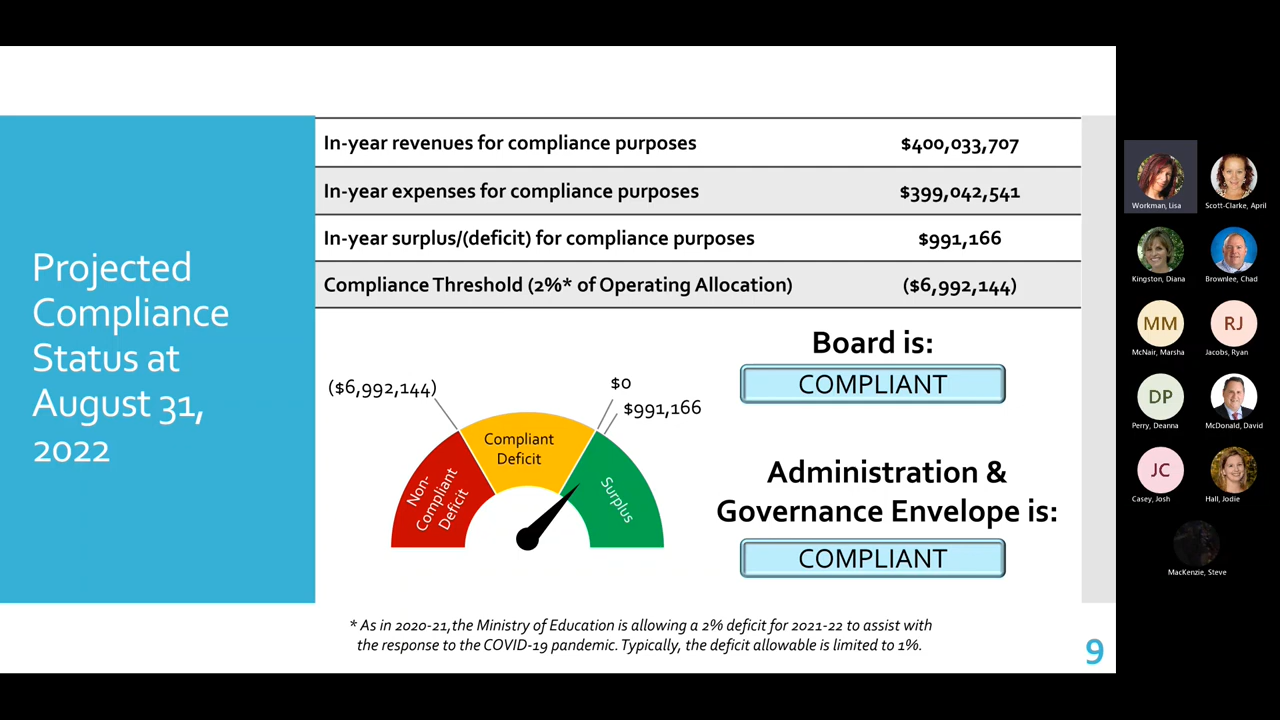 Projected
Compliance
Status at
August 31,
2022
In-year revenues for compliance purposes $400,033,707
In-year expenses for compliance purposes $399,042,541
In-year surplus/(deficit) for compliance purposes $991,166
Compliance Threshold (2%* of Operating Allocation) ($6,992,144)
($6,992,144)
$0
$991,166
Non-
Compliant
Deficit
Compliant
Deficit
Surplus
Board is:
COMPLIANT
Administration &
Governance Envelope is:
COMPLIANT
* As in 2020-21,the Ministry of Education is allowing a 2% deficit for 2021-22 to assist with
the response to the COVID-19 pandemic. Typically, the deficit allowable is limited to 1%.
9
Workman, Lisa
Scott-Clarke, April
Kingston, Diana
Brownlee, Chad
MM
McNair, Marsha
RJ
Jacobs, Ryan
DP
Perry, Deanna
McDonald, David
JC
Casey, Josh
Hall, Jodie
MacKenzie, Steve